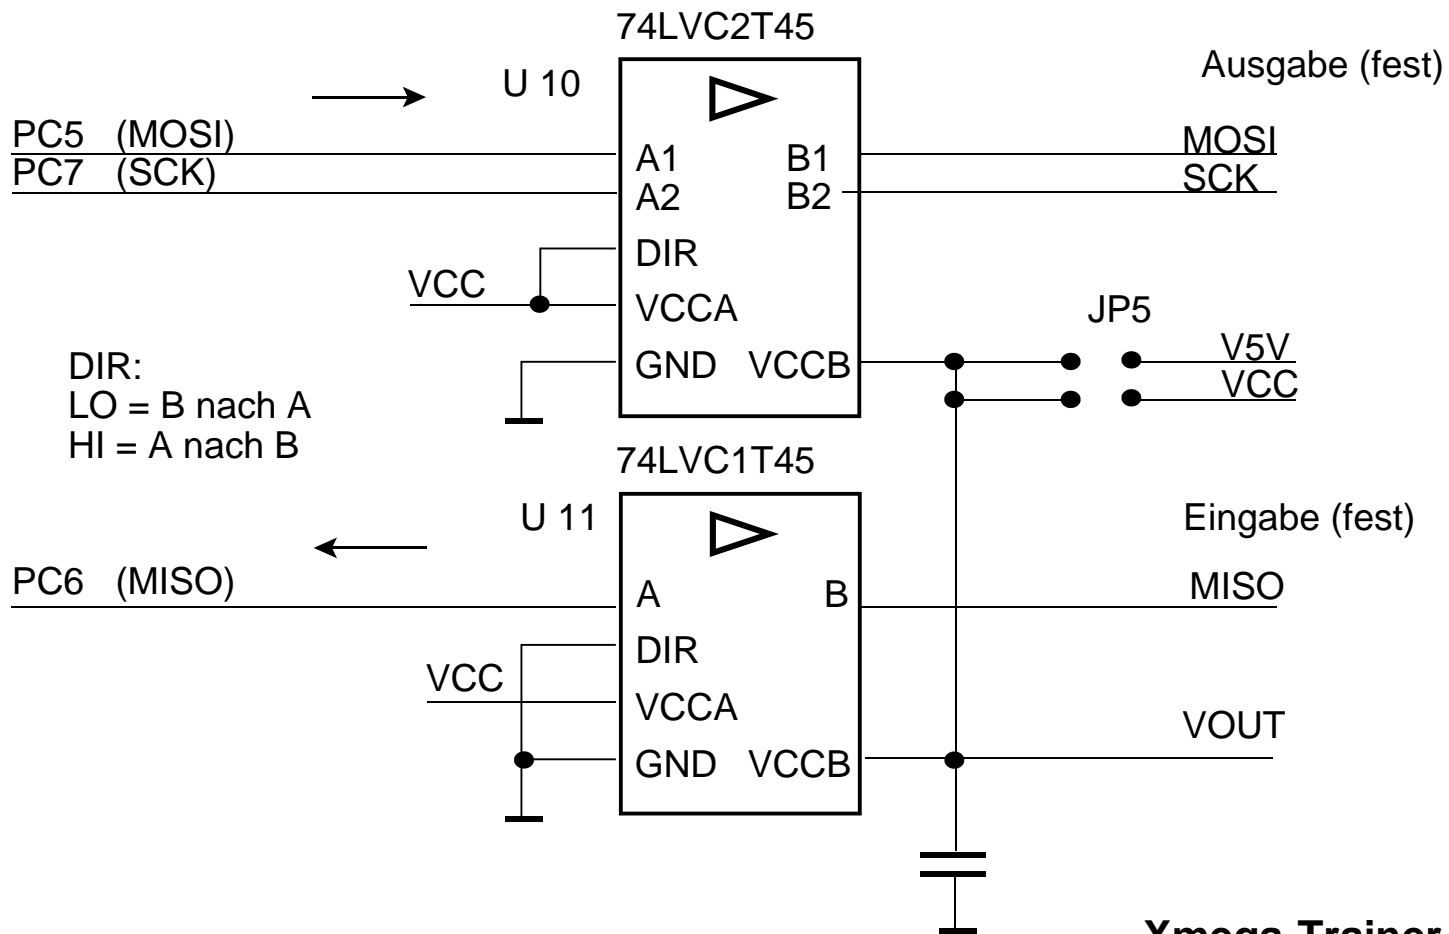 74LVC2T45
U 10
Ausgabe (fest)
PC5 (MOSI)
PC7 (SCK)
A1
B1
A2
B2
MOSI
SCK
DIR
VCC
VCCA
JP5
DIR:
LO = B nach A
HI = A nach B
GND
VCCB
V5V
VCC
74LVC1T45
U 11
Eingabe (fest)
PC6 (MISO)
A
B
MISO
DIR
VCC
VCCA
VOUT
GND
VCCB
Xmega-Trainer